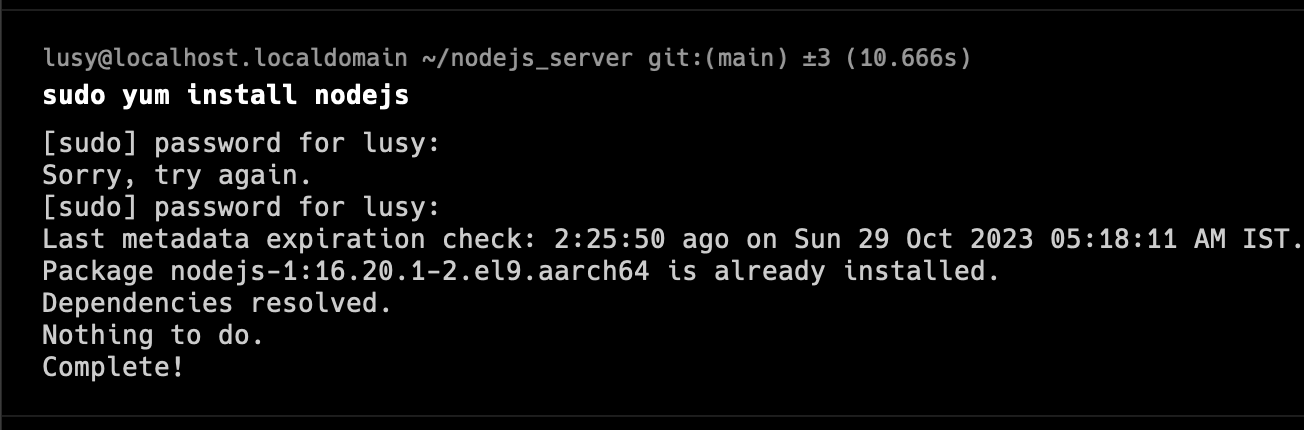 lusy@localhost.localdomain ~/nodejs_server git:(main) ±3 (10.666s)
sudo yum install nodejs
[sudo] password for lusy:
Sorry, try again.
[sudo] password for lusy:
Last metadata expiration check: 2:25:50 ago on Sun 29 Oct 2023 05:18:11 AM IST.
Package nodejs-1:16.20.1-2.el9.aarch64 is already installed.
Dependencies resolved.
Nothing to do.
Complete!